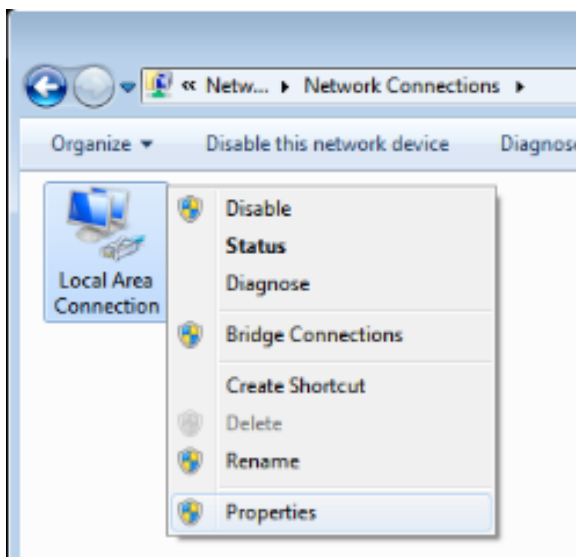 « Netw... ▸ Network Connections ▸
Organize ▾ Disable this network device Diagnose
Local Area
Connection
Disable
Status
Diagnose
Bridge Connections
Create Shortcut
Delete
Rename
Properties